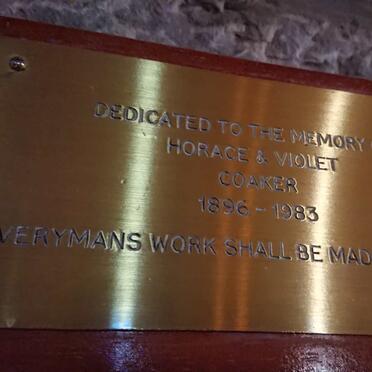 DEDICATED TO THE MEMORY
HORACE & VIOLET
COAKER
1896-1983
VERYMANS WORK SHALL BE MAD